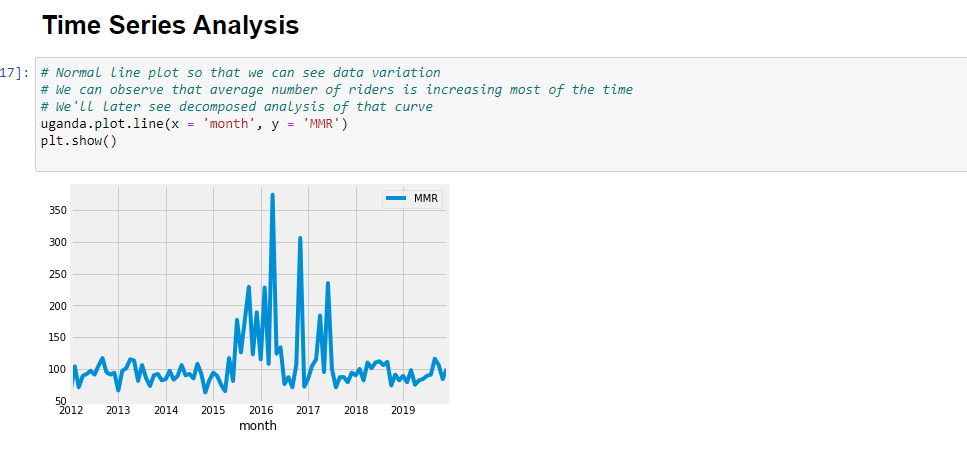 Time Series Analysis
17]:
# Normal line plot so that we can see data variation
# We can observe that average number of riders is increasing most of the time
# We'll later see decomposed analysis of that curve
uganda.plot.line(x = 'month', y = 'MMR')
plt.show()
MMR
350
300
250
200
150
100
50
2012 2013 2014 2015 2016 2017 2018 2019
month